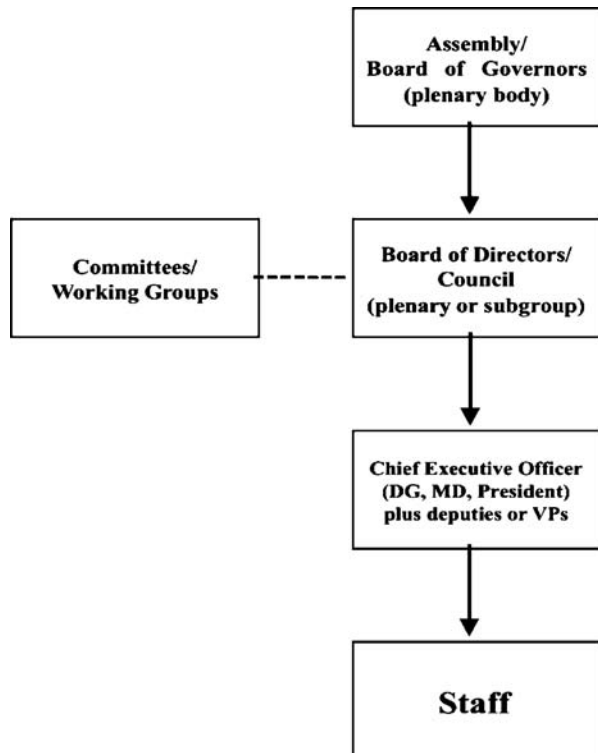 Assembly/
Board of Governors
(plenary body)
Committees/
Working Groups
Board of Directors/
Council
(plenary or subgroup)
Chief Executive Officer
(DG, MD, President)
plus deputies or VPs
Staff